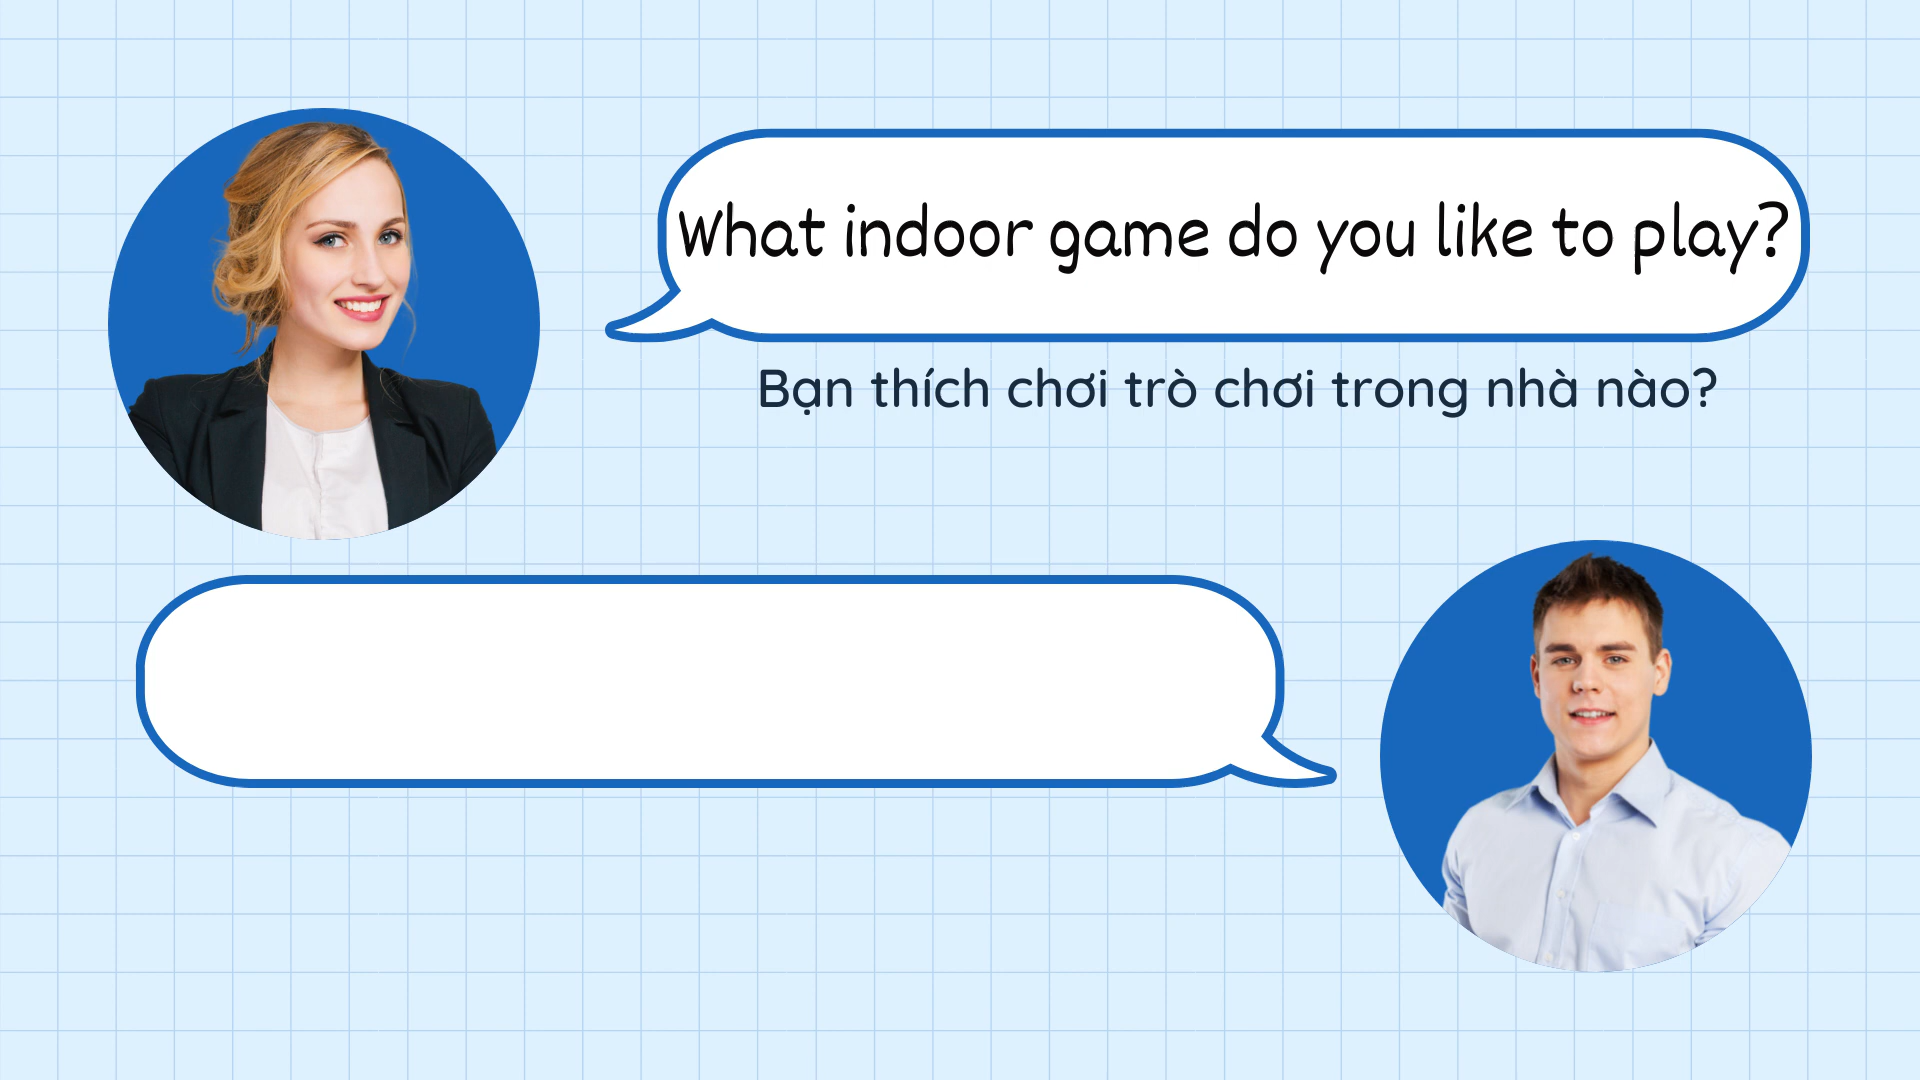 What indoor game do you like to play?
Bạn thích chơi trò chơi trong nhà nào?